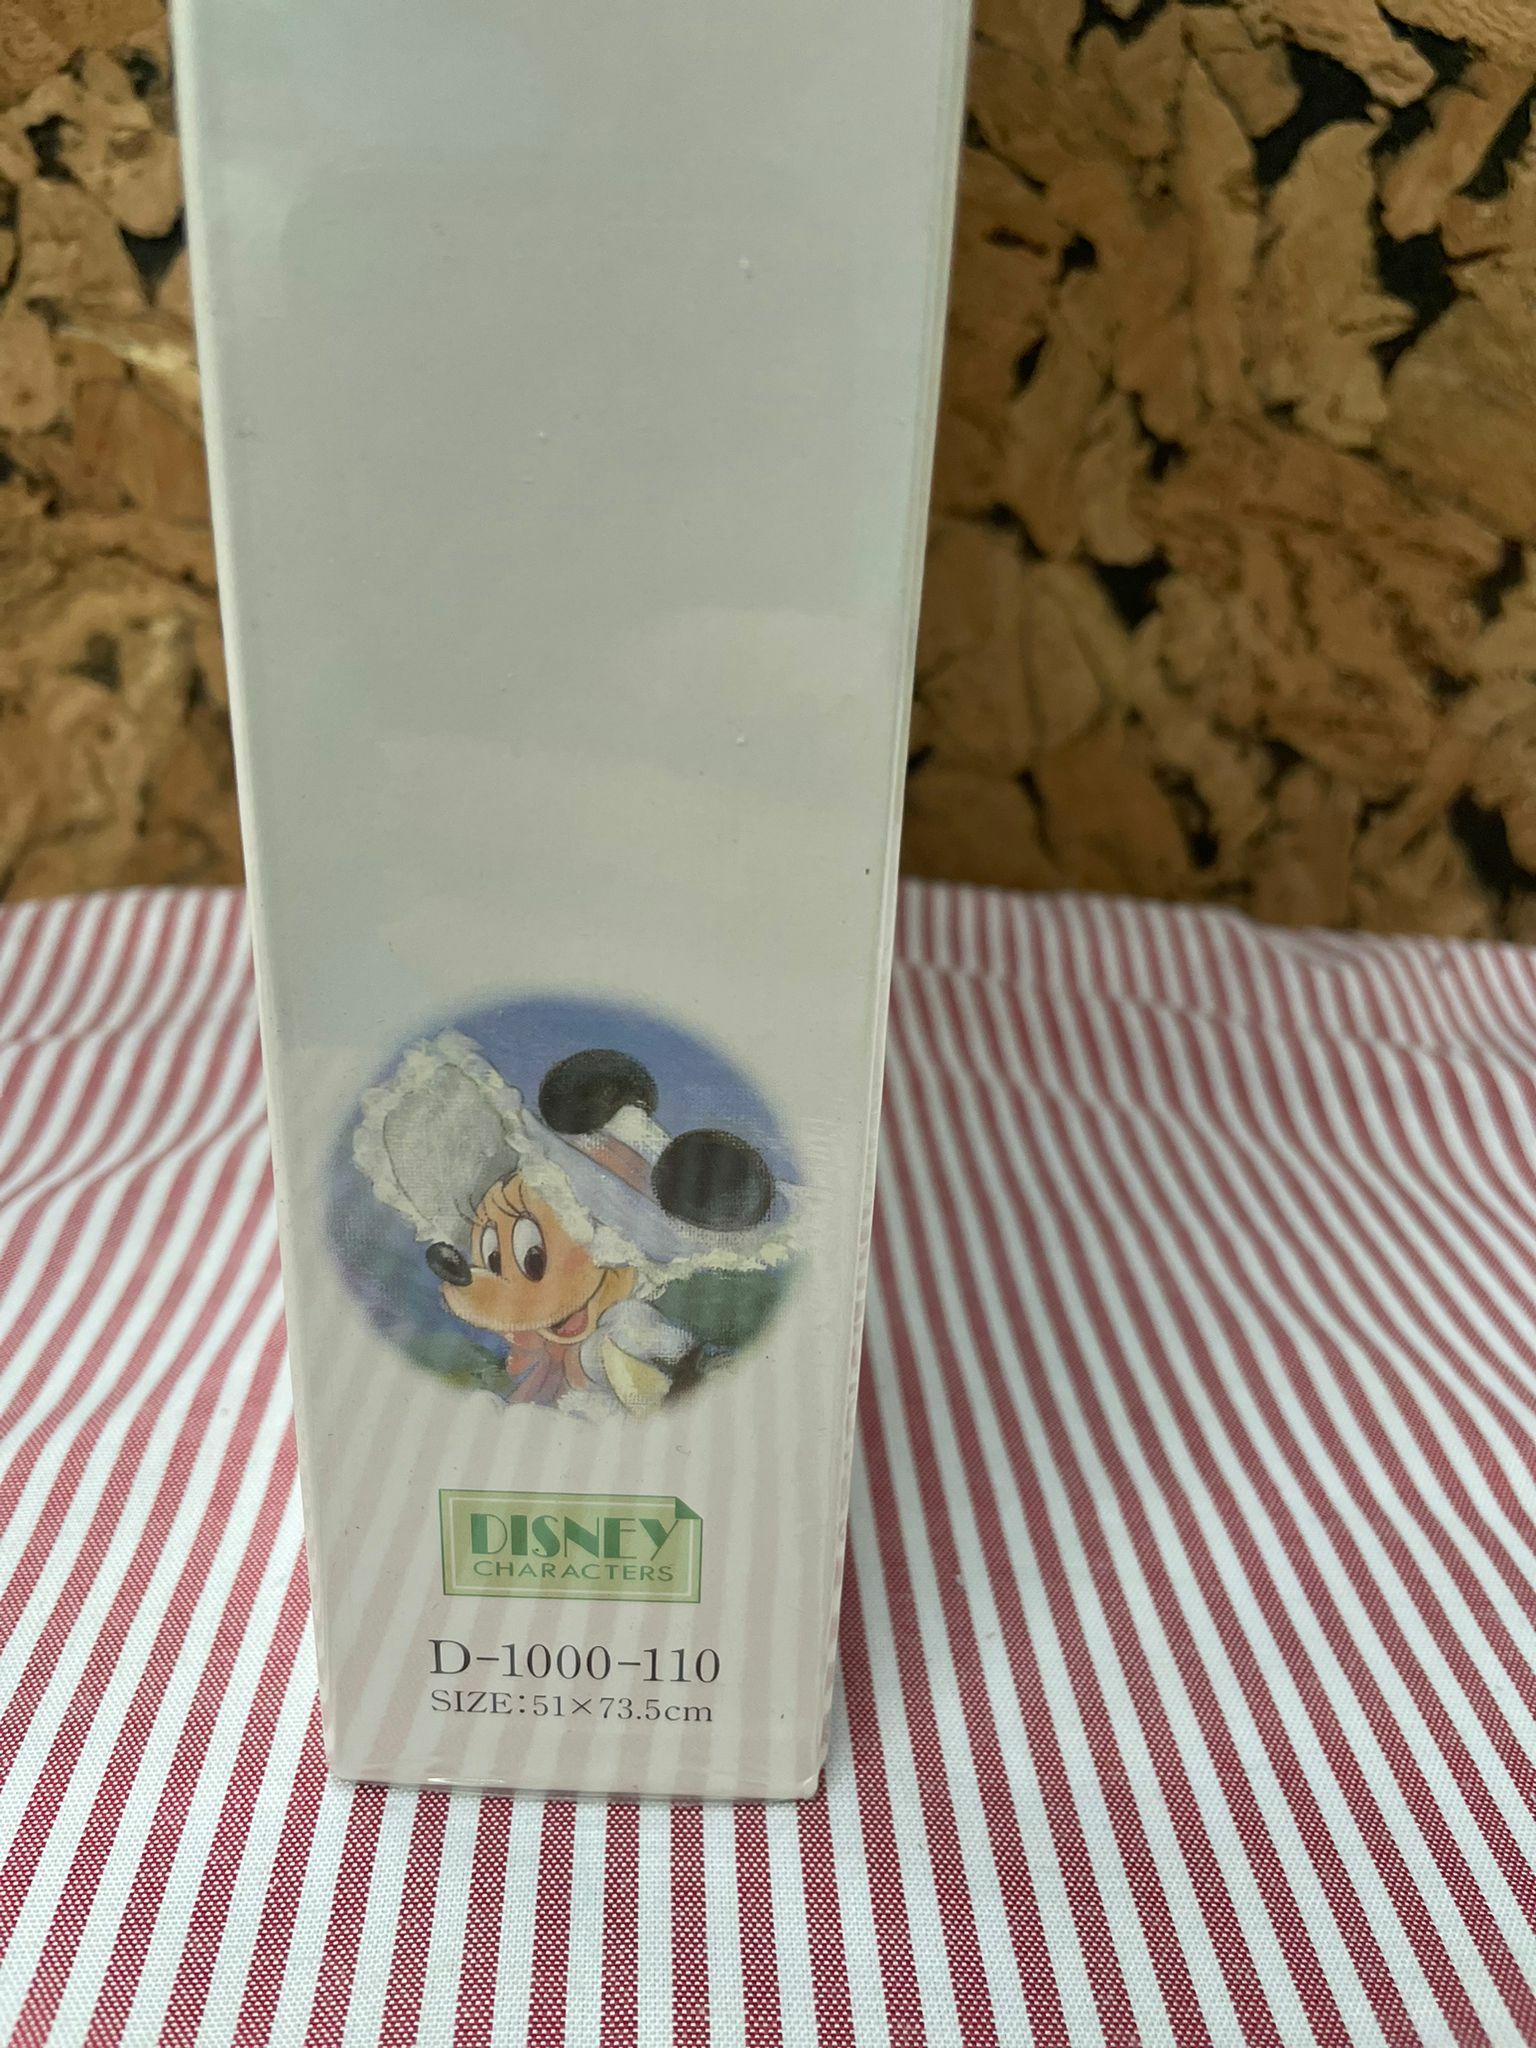 DISNEY
CHARACTERS
D-1000-110
SIZE:51×73.5cm